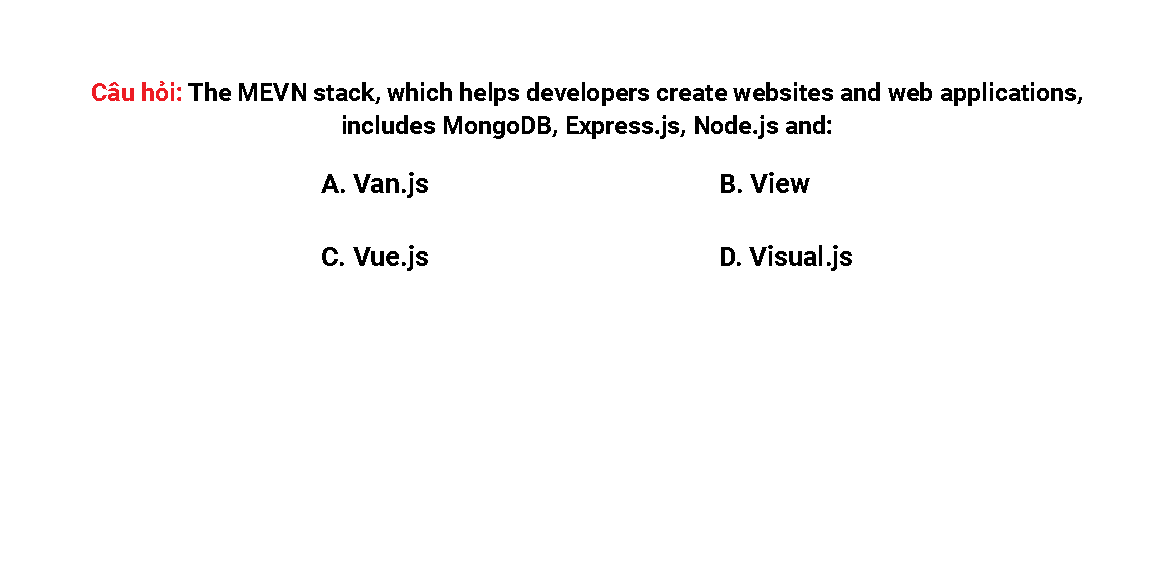 Câu hỏi: The MEVN stack, which helps developers create websites and web applications,
includes MongoDB, Express.js, Node.js and:
A. Van.js
B. View
C. Vue.js
D. Visual.js